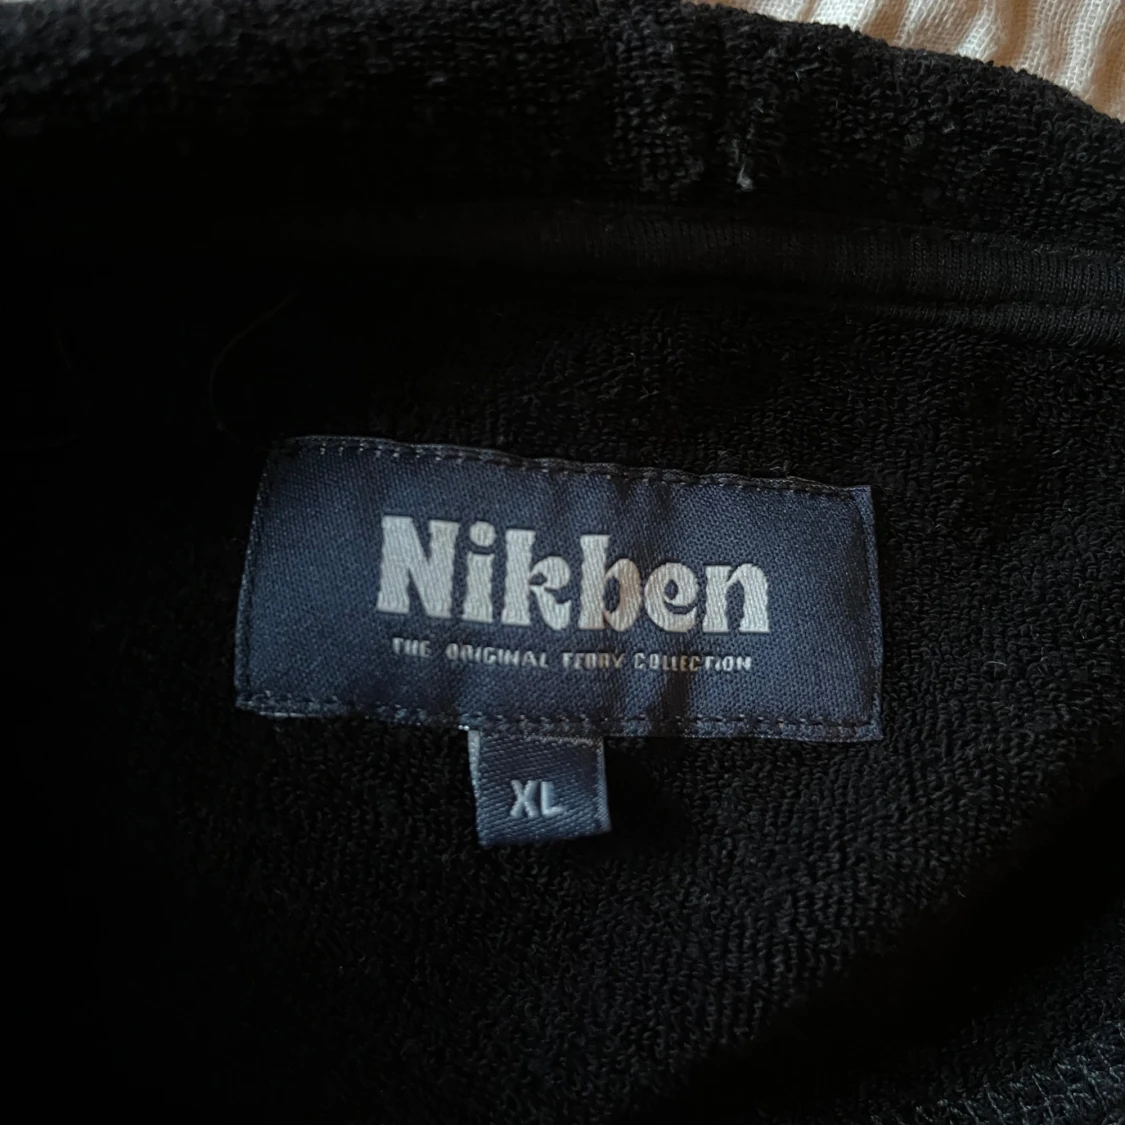 Nikben
THE ORIGINAL TERRY COLLECTION
XL